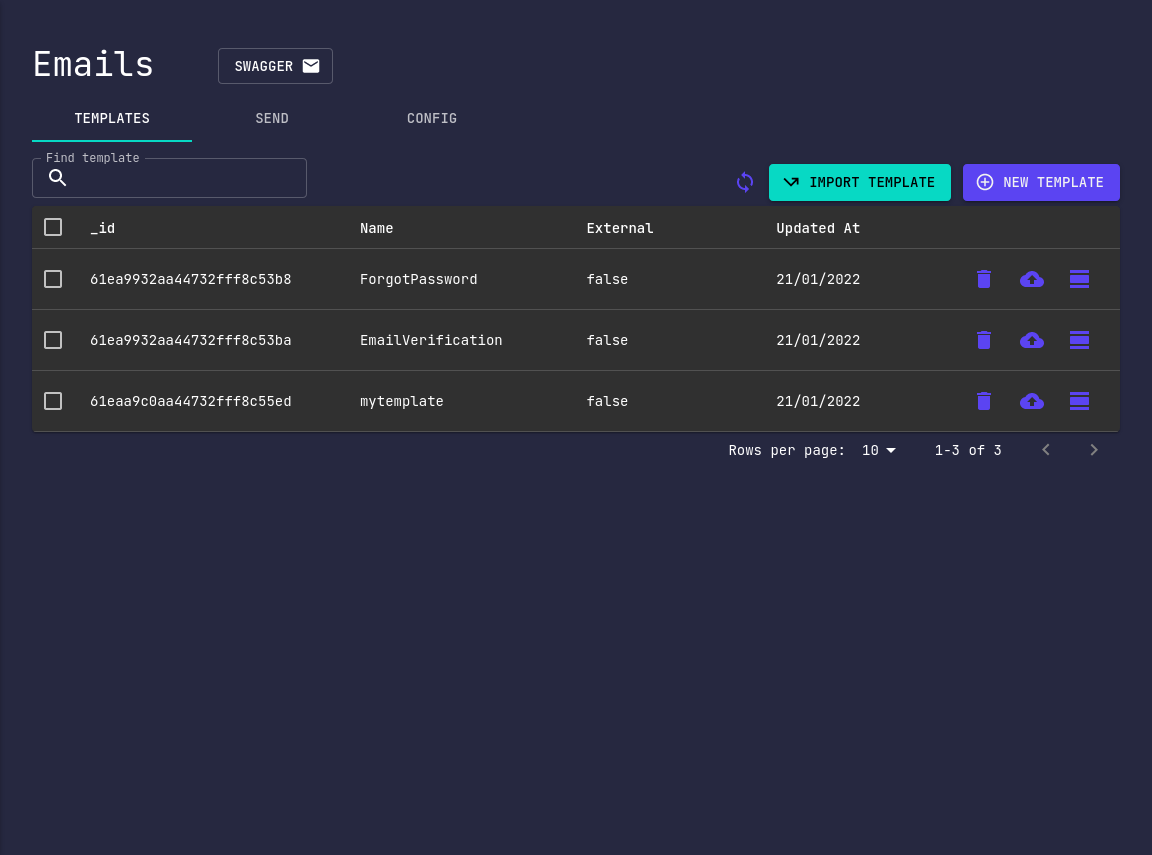 Emails
SWAGGER
TEMPLATES SEND CONFIG
Find template
IMPORT TEMPLATE NEW TEMPLATE
_id Name External Updated At
61ea9932aa44732fff8c53b8 ForgotPassword false 21/01/2022
61ea9932aa44732fff8c53ba EmailVerification false 21/01/2022
61eaa9c0aa44732fff8c55ed mytemplate false 21/01/2022
Rows per page: 10 1-3 of 3